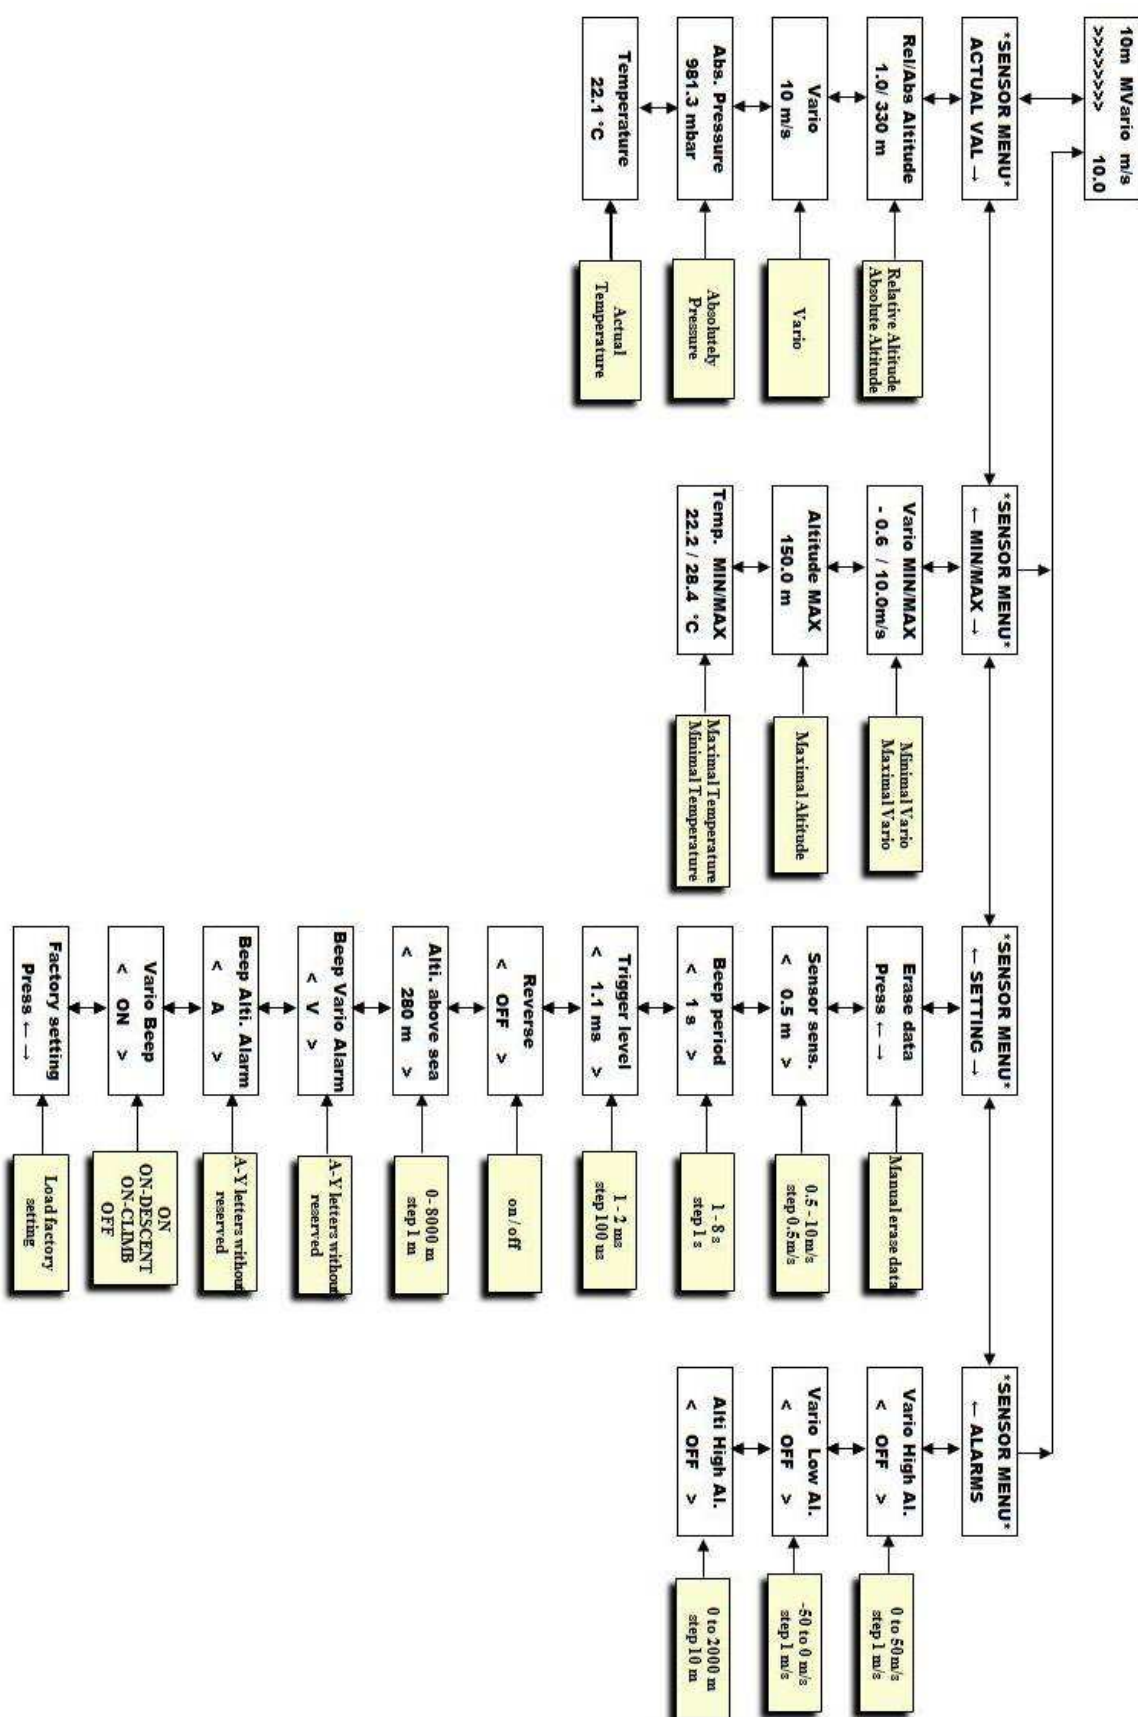 10m MVario m/s
>>>>>>>> 10.0
*SENSOR MENU*
ACTUAL VAL →
Rel/Abs Altitude
1.0/ 330 m
Relative Altitude
Absolute Altitude
Vario
10 m/s
Vario
Abs. Pressure
981.3 mbar
Absolutely
Pressure
Temperature
22.1 °C
Actual
Temperature
*SENSOR MENU*
← MIN/MAX →
Vario MIN/MAX
- 0.6 / 10.0m/s
Minimal Vario
Maximal Vario
Altitude MAX
150.0 m
Maximal Altitude
Temp. MIN/MAX
22.2 / 28.4 °C
Maximal Temperature
Minimal Temperature
*SENSOR MENU*
← SETTING →
Erase data
Press ← →
Manual erase data
Sensor sens.
< 0.5 m >
0.5 - 10m/s
step 0.5m/s
Beep period
< 1 s >
1 - 8 s
step 1 s
Trigger level
< 1.1 ms >
1 - 2 ms
step 100 us
Reverse
< OFF >
on / off
Alti. above sea
< 280 m >
0- 8000 m
step 1 m
Beep Vario Alarm
< V >
A-Y letters without
reserved
Beep Alti. Alarm
< A >
A-Y letters without
reserved
Vario Beep
< ON >
ON
ON-DESCENT
ON-CLIMB
OFF
Factory setting
Press ← →
Load factory
setting
*SENSOR MENU*
← ALARMS
Vario High Al.
< OFF >
0 to 50m/s
step 1 m/s
Vario Low Al.
< OFF >
-50 to 0 m/s
step 1 m/s
Alti High Al.
< OFF >
0 to 2000 m
step 10 m